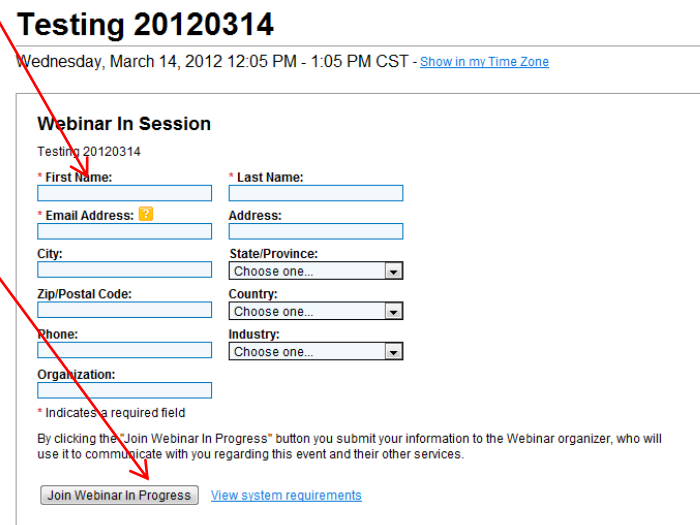 Testing 20120314
Wednesday, March 14, 2012 12:05 PM - 1:05 PM CST - Show in my Time Zone
Webinar In Session
Testing 20120314
* First Name: * Last Name:
* Email Address: ? Address:
City: State/Province:
Choose one...
Zip/Postal Code: Country:
Choose one...
Phone: Industry:
Choose one...
Organization:
* Indicates a required field
By clicking the "Join Webinar In Progress" button you submit your information to the Webinar organizer, who will
use it to communicate with you regarding this event and their other services.
Join Webinar In Progress View system requirements